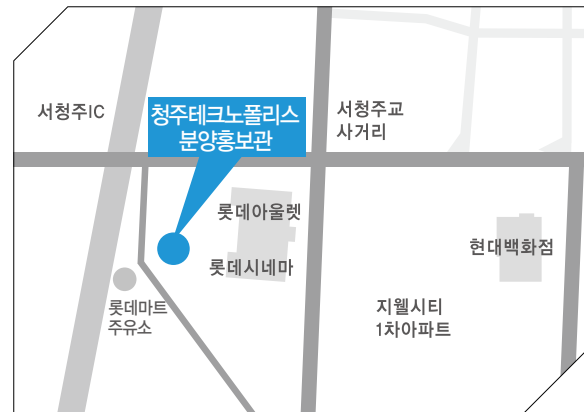 서청주IC
청주테크노폴리스
분양홍보관
서청주교
사거리
롯데아울렛
롯데시네마
현대백화점
롯데마트
주유소
지웰시티
1차아파트